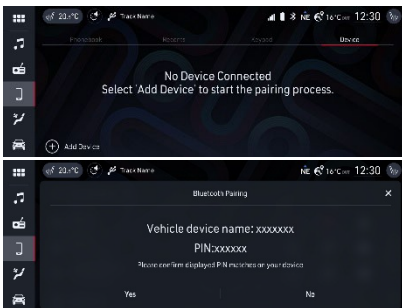 20.5°C Track Name NE 16°C 12:30
Phonebook Recents Keypad Device
No Device Connected
Select 'Add Device' to start the pairing process.
Add Device
20.5°C Track Name NE 16°C 12:30
Bluetooth Pairing
Vehicle device name: xxxxxxx
PIN:xxxxxx
Please confirm displayed PIN matches on your device
Yes No